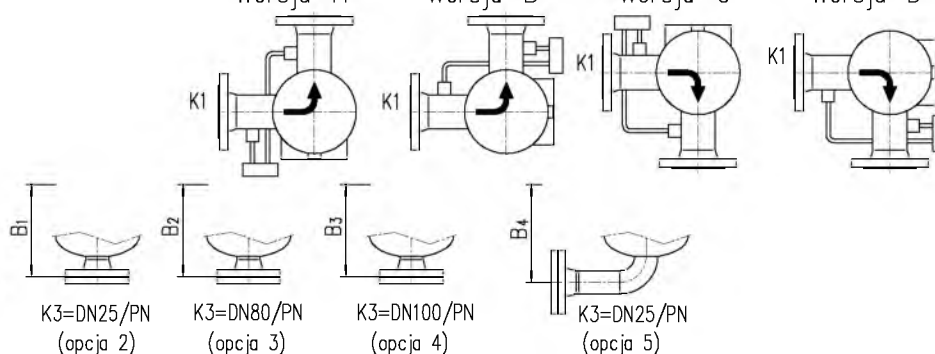 K1
K1
K1
K1
B1
B2
B3
B4
K3=DN25/PN
K3=DN80/PN
K3=DN100/PN
K3=DN25/PN
(opcja 2)
(opcja 3)
(opcja 4)
(opcja 5)